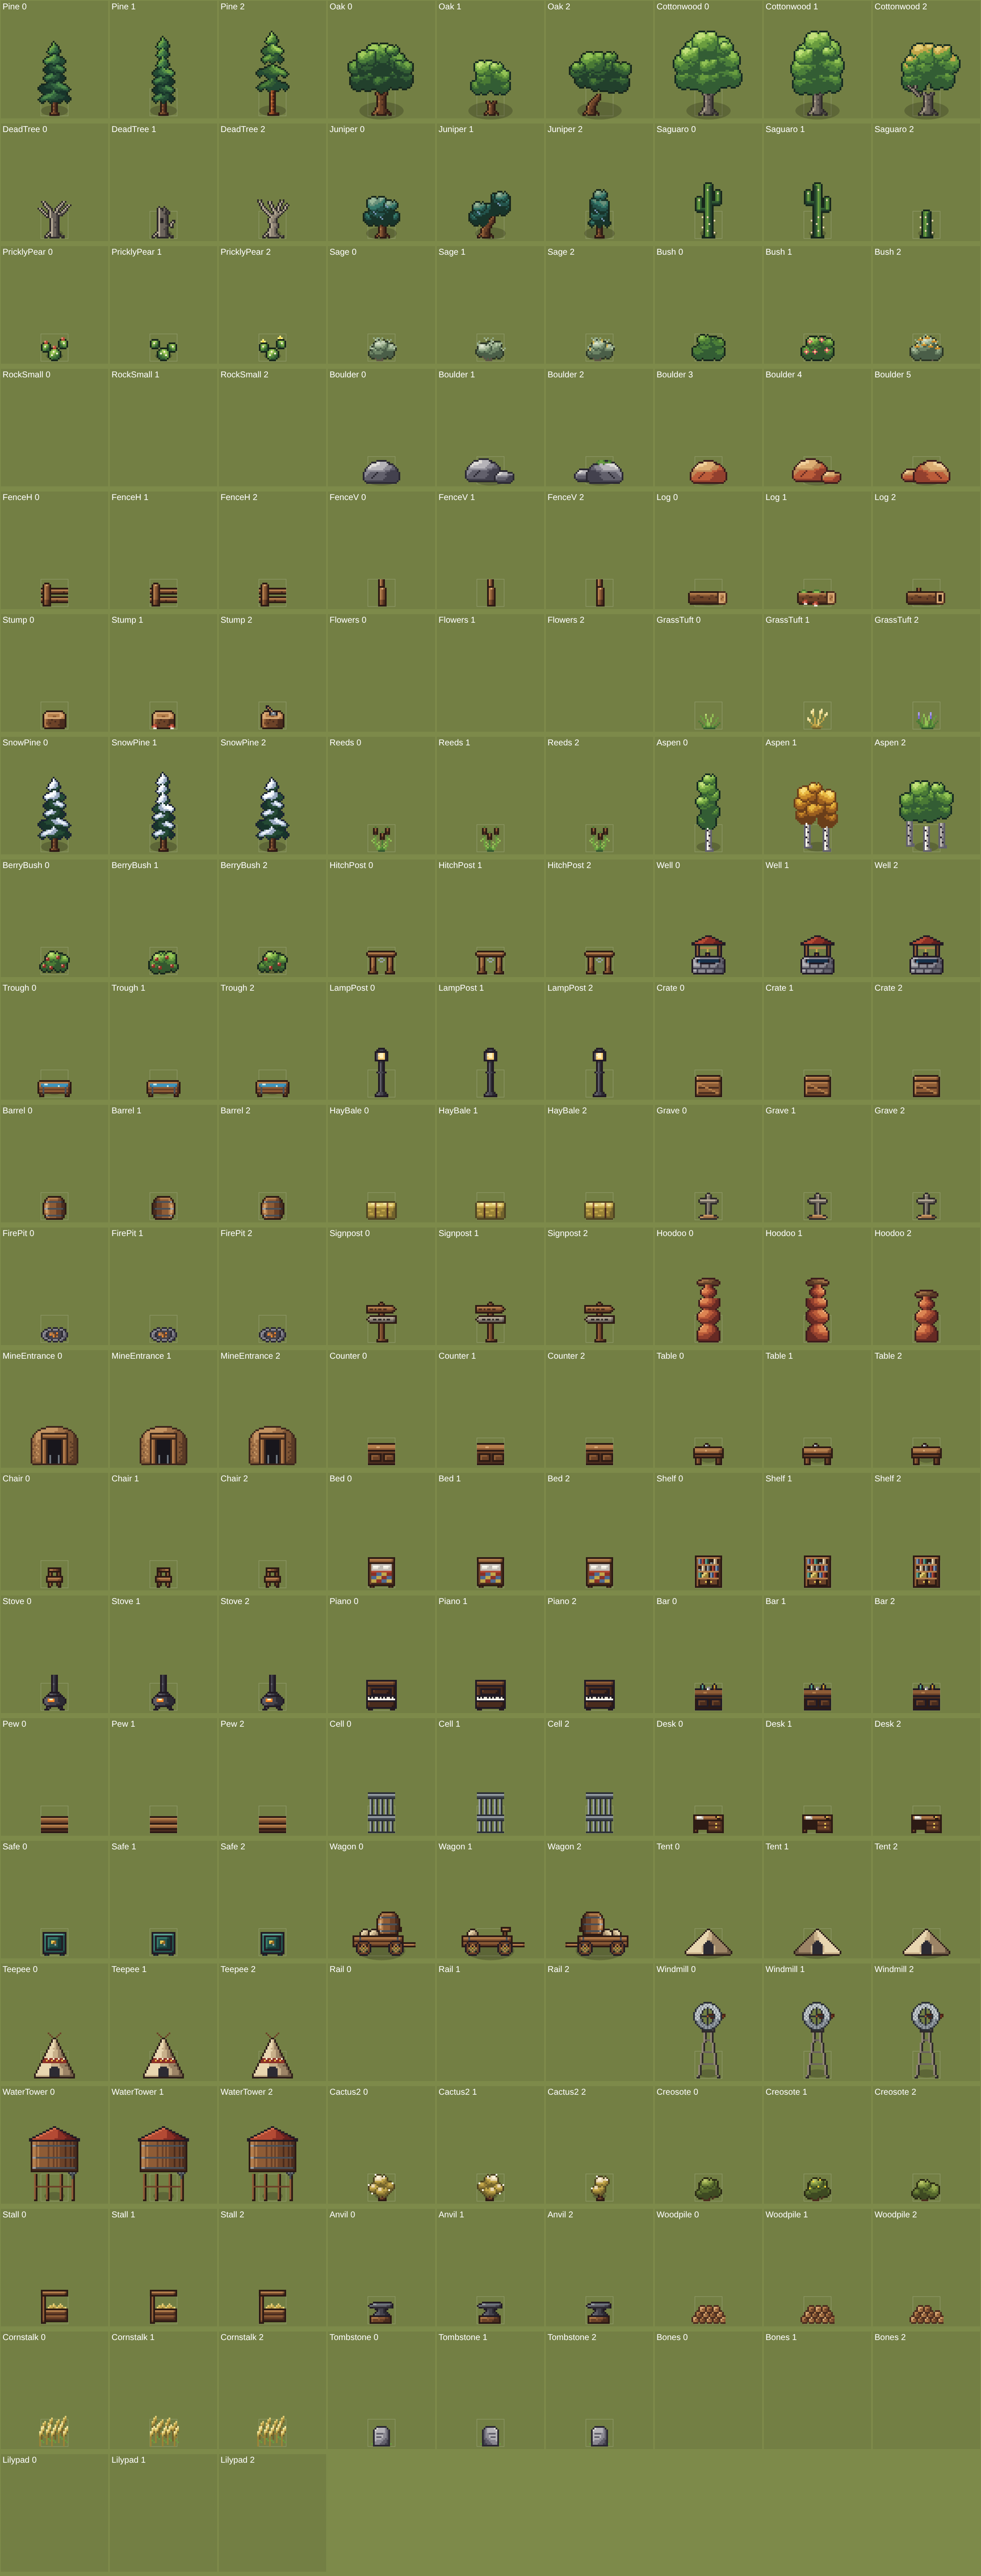 Pine 0 Pine 1 Pine 2 Oak 0 Oak 1 Oak 2 Cottonwood 0 Cottonwood 1 Cottonwood 2
DeadTree 0 DeadTree 1 DeadTree 2 Juniper 0 Juniper 1 Juniper 2 Saguaro 0 Saguaro 1 Saguaro 2
PricklyPear 0 PricklyPear 1 PricklyPear 2 Sage 0 Sage 1 Sage 2 Bush 0 Bush 1 Bush 2
RockSmall 0 RockSmall 1 RockSmall 2 Boulder 0 Boulder 1 Boulder 2 Boulder 3 Boulder 4 Boulder 5
FenceH 0 FenceH 1 FenceH 2 FenceV 0 FenceV 1 FenceV 2 Log 0 Log 1 Log 2
Stump 0 Stump 1 Stump 2 Flowers 0 Flowers 1 Flowers 2 GrassTuft 0 GrassTuft 1 GrassTuft 2
SnowPine 0 SnowPine 1 SnowPine 2 Reeds 0 Reeds 1 Reeds 2 Aspen 0 Aspen 1 Aspen 2
BerryBush 0 BerryBush 1 BerryBush 2 HitchPost 0 HitchPost 1 HitchPost 2 Well 0 Well 1 Well 2
Trough 0 Trough 1 Trough 2 LampPost 0 LampPost 1 LampPost 2 Crate 0 Crate 1 Crate 2
Barrel 0 Barrel 1 Barrel 2 HayBale 0 HayBale 1 HayBale 2 Grave 0 Grave 1 Grave 2
FirePit 0 FirePit 1 FirePit 2 Signpost 0 Signpost 1 Signpost 2 Hoodoo 0 Hoodoo 1 Hoodoo 2
MineEntrance 0 MineEntrance 1 MineEntrance 2 Counter 0 Counter 1 Counter 2 Table 0 Table 1 Table 2
Chair 0 Chair 1 Chair 2 Bed 0 Bed 1 Bed 2 Shelf 0 Shelf 1 Shelf 2
Stove 0 Stove 1 Stove 2 Piano 0 Piano 1 Piano 2 Bar 0 Bar 1 Bar 2
Pew 0 Pew 1 Pew 2 Cell 0 Cell 1 Cell 2 Desk 0 Desk 1 Desk 2
Safe 0 Safe 1 Safe 2 Wagon 0 Wagon 1 Wagon 2 Tent 0 Tent 1 Tent 2
Teepee 0 Teepee 1 Teepee 2 Rail 0 Rail 1 Rail 2 Windmill 0 Windmill 1 Windmill 2
WaterTower 0 WaterTower 1 WaterTower 2 Cactus2 0 Cactus2 1 Cactus2 2 Creosote 0 Creosote 1 Creosote 2
Stall 0 Stall 1 Stall 2 Anvil 0 Anvil 1 Anvil 2 Woodpile 0 Woodpile 1 Woodpile 2
Cornstalk 0 Cornstalk 1 Cornstalk 2 Tombstone 0 Tombstone 1 Tombstone 2 Bones 0 Bones 1 Bones 2
Lilypad 0 Lilypad 1 Lilypad 2